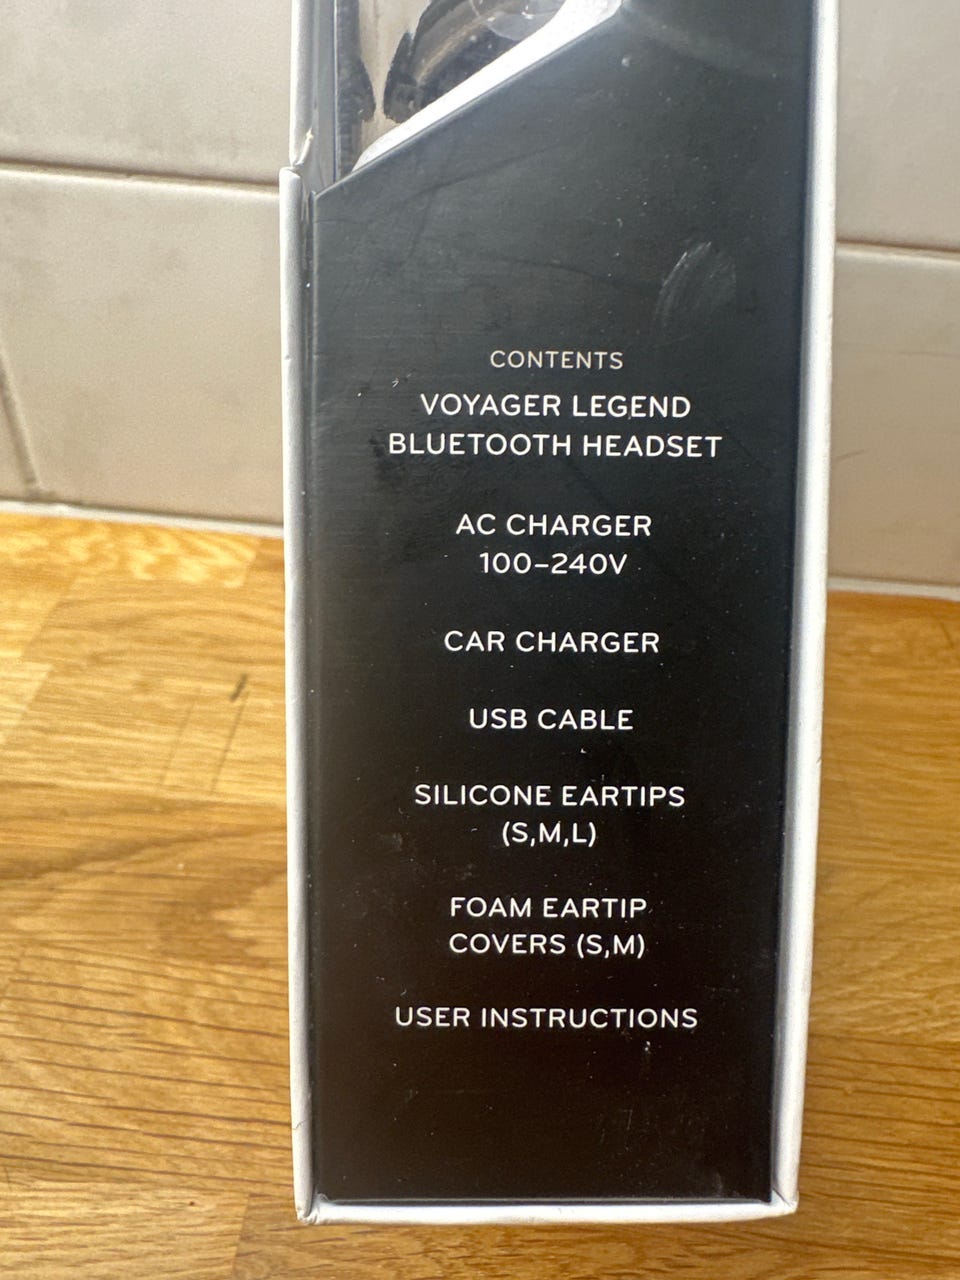 CONTENTS
VOYAGER LEGEND
BLUETOOTH HEADSET
AC CHARGER
100–240V
CAR CHARGER
USB CABLE
SILICONE EARTIPS
(S,M,L)
FOAM EARTIP
COVERS (S,M)
USER INSTRUCTIONS